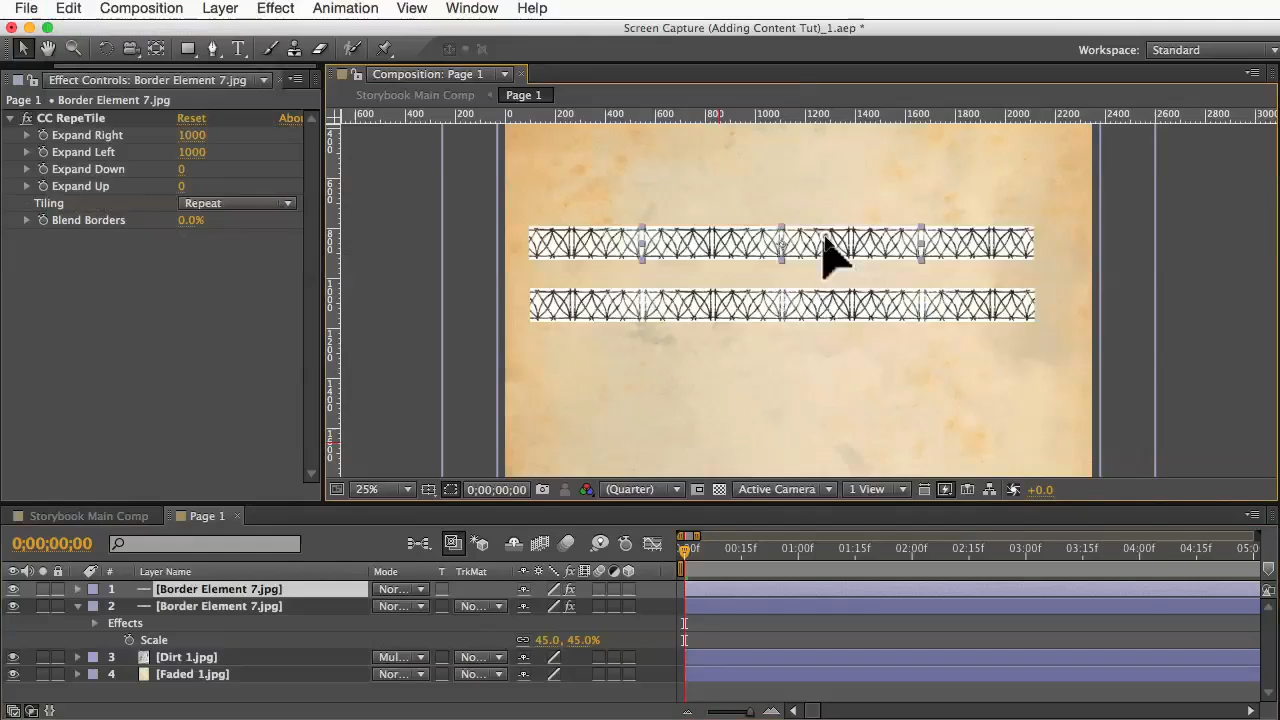 File Edit Composition Layer Effect Animation View Window Help
Screen Capture (Adding Content Tut)_1.aep *
Workspace: Standard
Effect Controls: Border Element 7.jpg
Composition: Page 1
Page 1 • Border Element 7.jpg
Storybook Main Comp Page 1
CC RepeTile Reset Abou
600 400 200 0 200 400 600 800 1000 1200 1400 1600 1800 2000 2200 2400 2600 2800 3000
Expand Right 1000
Expand Left 1000
Expand Down 0
Expand Up 0
Tiling Repeat
Blend Borders 0.0%
400
600
800
1000
1200
1400
25% 0;00;00;00 (Quarter) Active Camera 1 View +0.0
Storybook Main Comp Page 1
0;00;00;00
00f 00:15f 01:00f 01:15f 02:00f 02:15f 03:00f 03:15f 04:00f 04:15f 05:0
# Layer Name Mode T TrkMat
1 [Border Element 7.jpg] Nor...
2 [Border Element 7.jpg] Nor... No...
Effects
Scale 45.0, 45.0%
3 [Dirt 1.jpg] Mul... No...
4 [Faded 1.jpg] Nor... No...